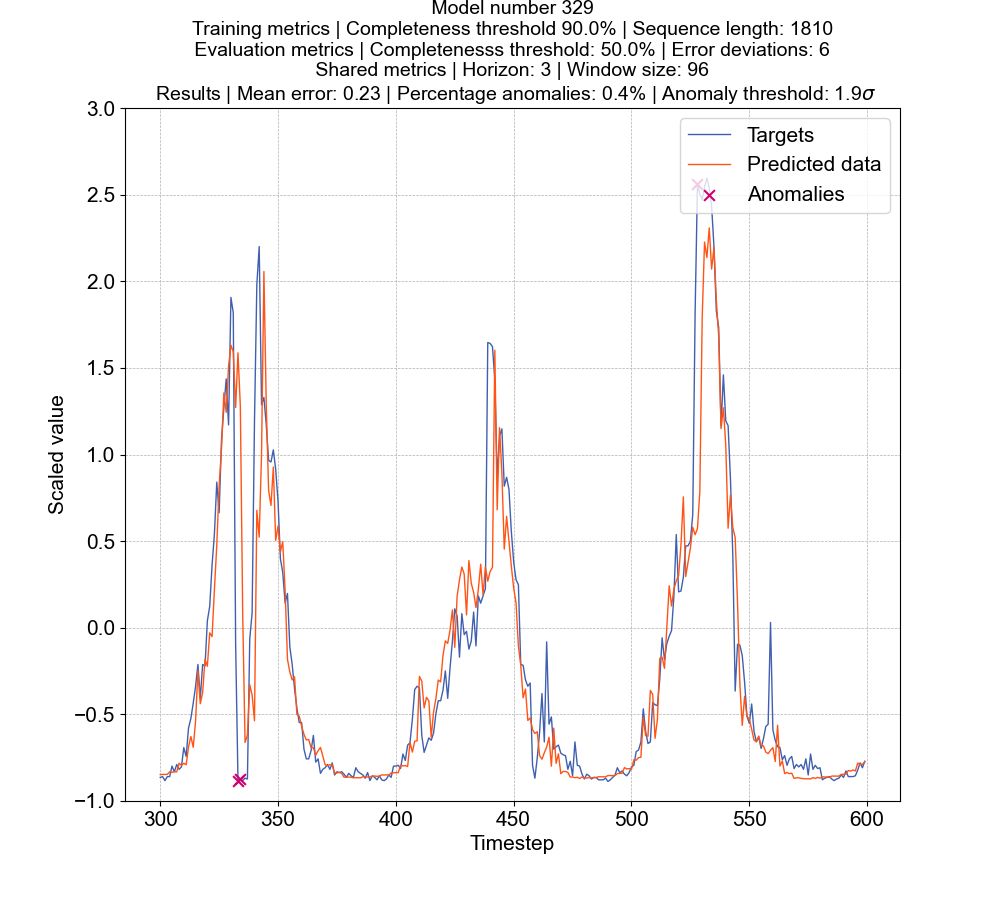 Model number 329
Training metrics | Completeness threshold 90.0% | Sequence length: 1810
Evaluation metrics | Completenesss threshold: 50.0% | Error deviations: 6
Shared metrics | Horizon: 3 | Window size: 96
Results | Mean error: 0.23 | Percentage anomalies: 0.4% | Anomaly threshold: 1.9σ
3.0
2.5
2.0
1.5
1.0
0.5
0.0
−0.5
−1.0
Scaled value
Targets
Predicted data
Anomalies
300 350 400 450 500 550 600
Timestep